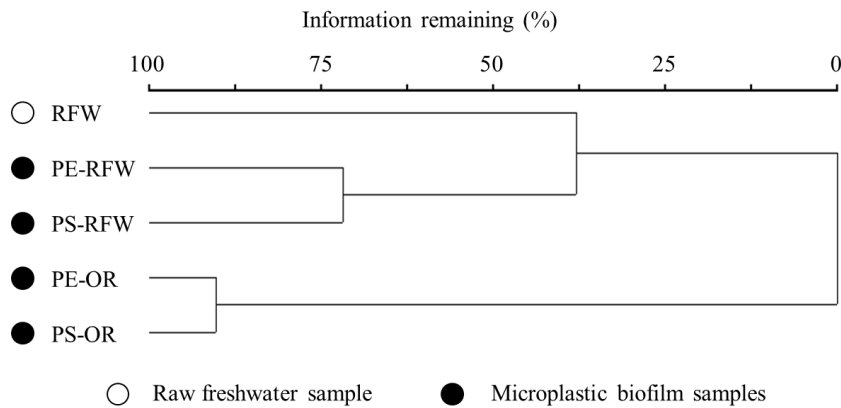 Information remaining (%)
100 75 50 25 0
RFW
PE-RFW
PS-RFW
PE-OR
PS-OR
Raw freshwater sample Microplastic biofilm samples